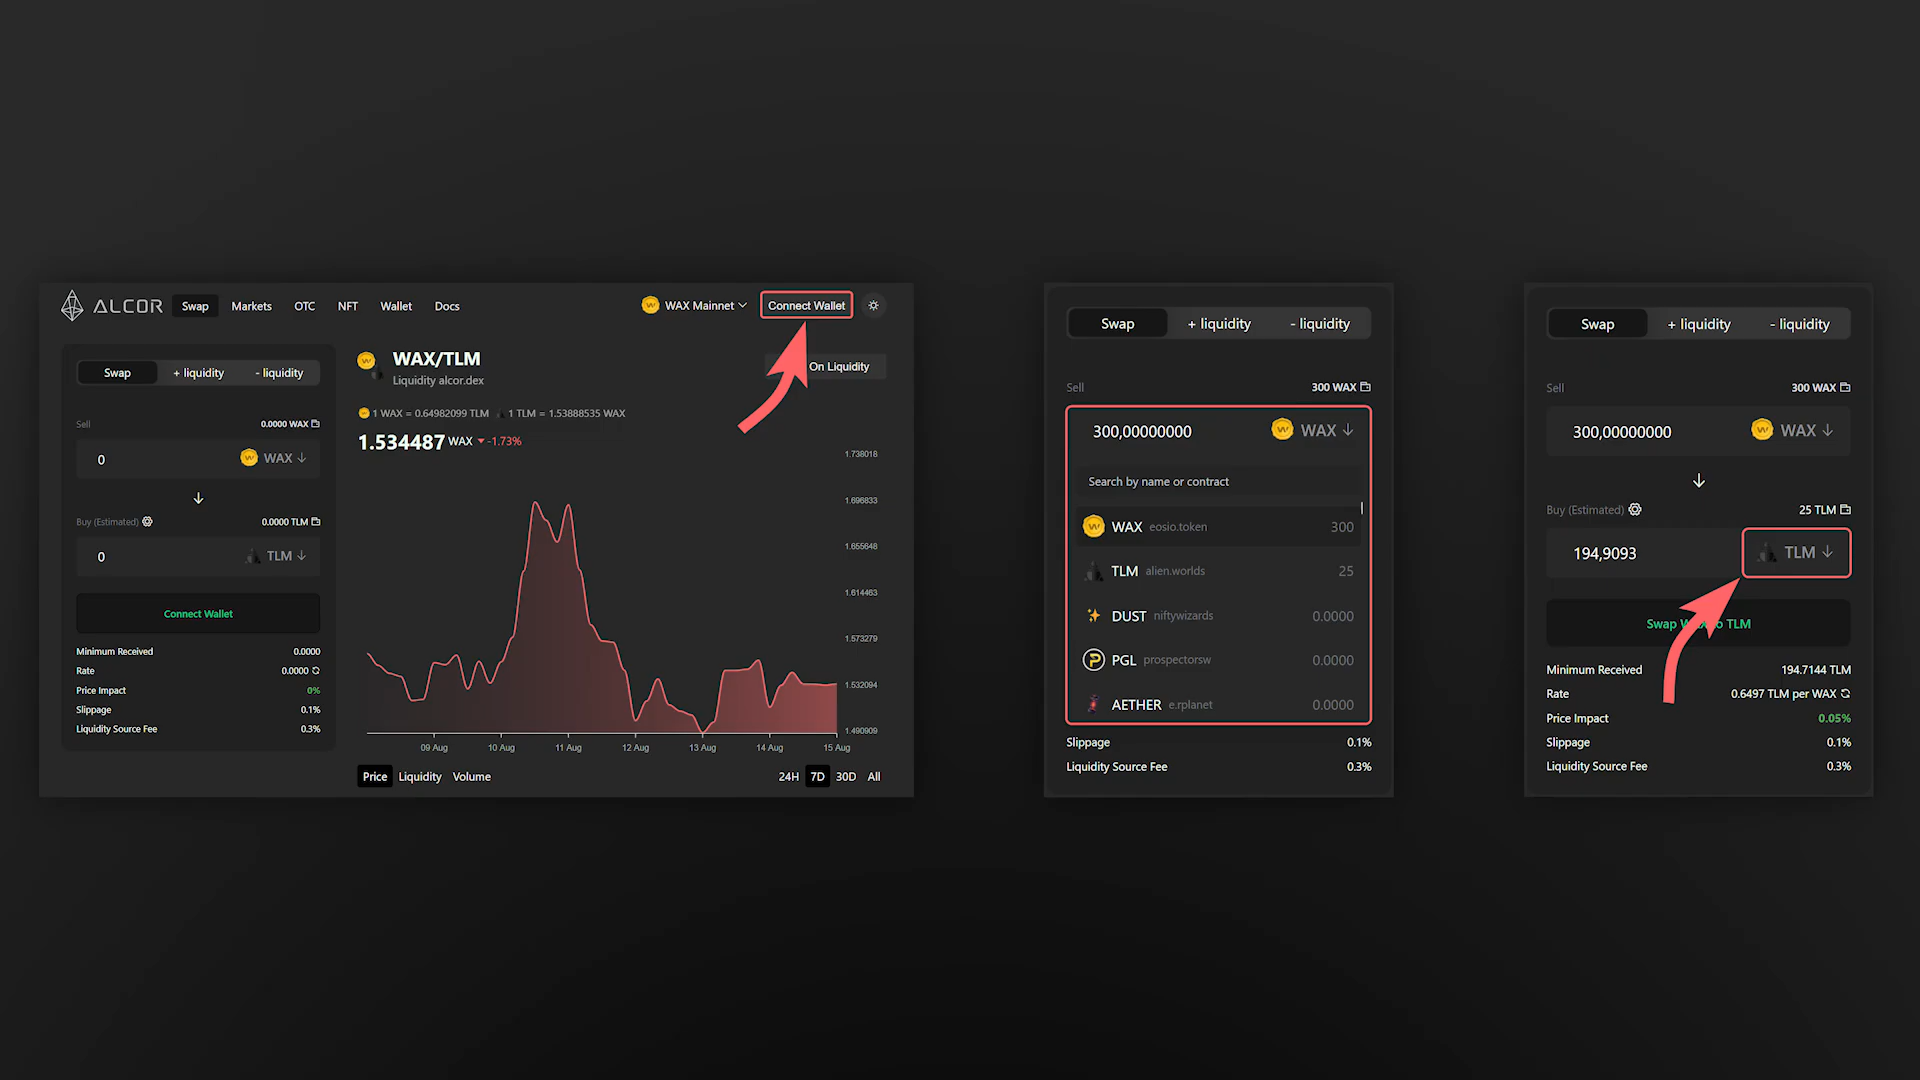 ALCOR Swap Markets OTC NFT Wallet Docs WAX Mainnet Connect Wallet
Swap + liquidity - liquidity
Sell 0.0000 WAX
0 WAX
Buy (Estimated) 0.0000 TLM
0 TLM
Connect Wallet
Minimum Received 0.0000
Rate 0.0000
Price Impact 0%
Slippage 0.1%
Liquidity Source Fee 0.3%
WAX/TLM
Liquidity alcor.dex
On Liquidity
1 WAX = 0.64982099 TLM 1 TLM = 1.53888535 WAX
1.534487 WAX -1.73%
1.738018
1.696833
1.655648
1.614463
1.573279
1.532094
1.490909
09 Aug 10 Aug 11 Aug 12 Aug 13 Aug 14 Aug 15 Aug
Price Liquidity Volume 24H 7D 30D All
Swap + liquidity - liquidity
Sell 300 WAX
300,00000000 WAX
Search by name or contract
WAX eosio.token 300
TLM alien.worlds 25
DUST niftywizards 0.0000
PGL prospectorsw 0.0000
AETHER e.rplanet 0.0000
Slippage 0.1%
Liquidity Source Fee 0.3%
Swap + liquidity - liquidity
Sell 300 WAX
300,00000000 WAX
Buy (Estimated) 25 TLM
194,9093 TLM
Swap TLM
Minimum Received 194.7144 TLM
Rate 0.6497 TLM per WAX
Price Impact 0.05%
Slippage 0.1%
Liquidity Source Fee 0.3%